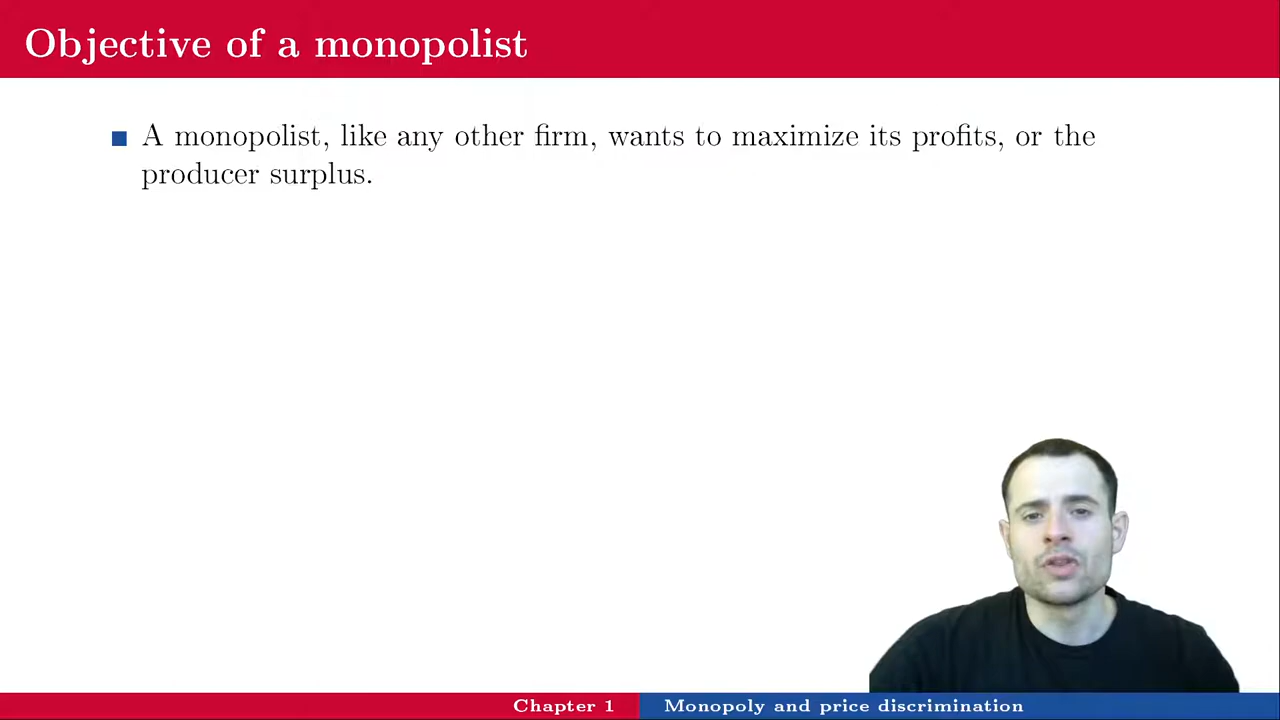 Objective of a monopolist
A monopolist, like any other firm, wants to maximize its profits, or the
producer surplus.
Chapter 1
Monopoly and price discrimination